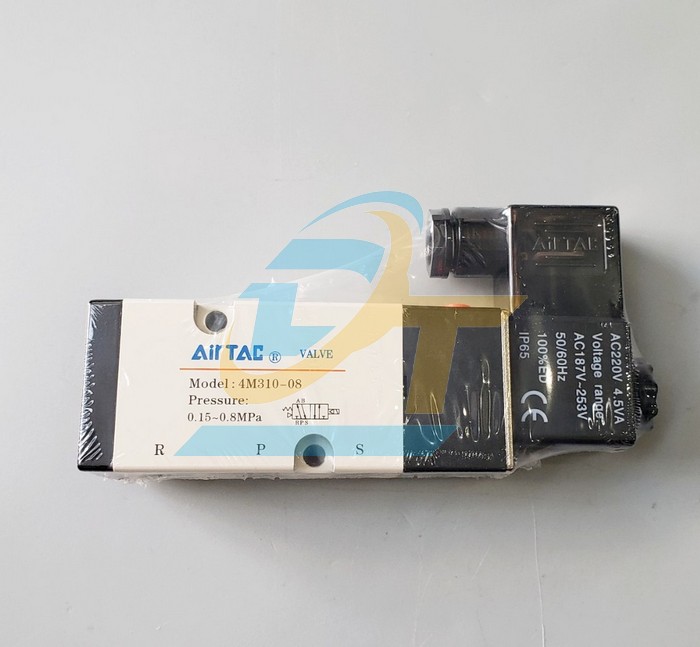 AirTAC ® VALVE
Model: 4M310-08
Pressure:
0.15~0.8MPa
A B
R P S
R P S
AirTAC
AC220V 4.5VA
Voltage range
AC187V-253V
50/60Hz
100%ED
IP65
CE
DT